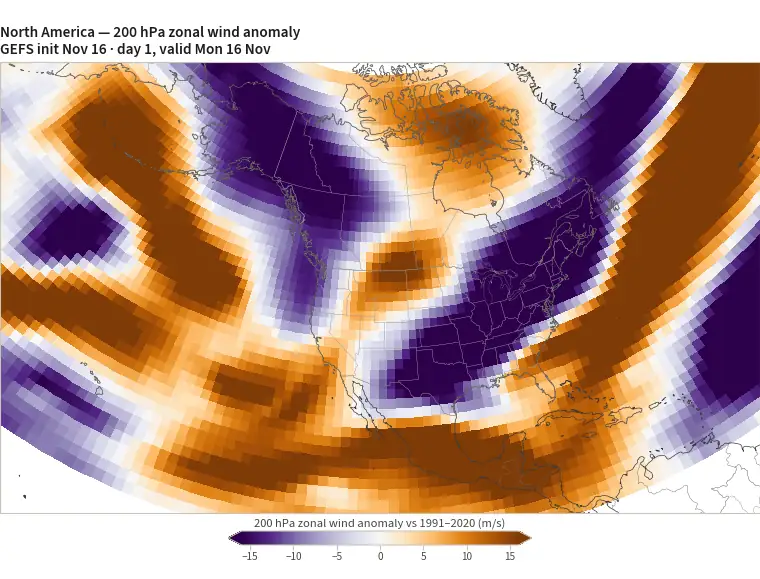 North America — 200 hPa zonal wind anomaly
GEFS init Nov 16 · day 1, valid Mon 16 Nov
200 hPa zonal wind anomaly vs 1991–2020 (m/s)
−15 −10 −5 0 5 10 15